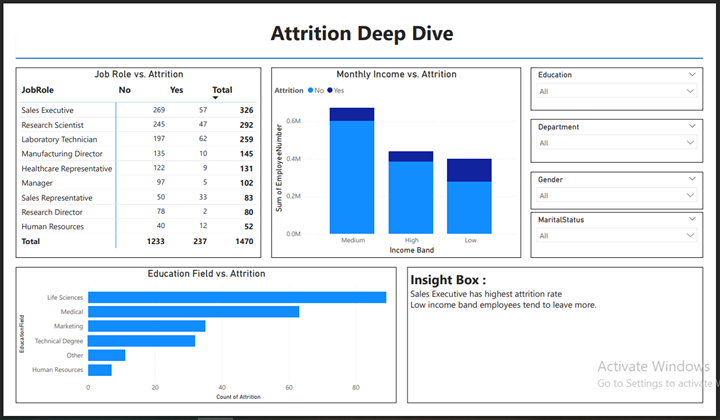 Attrition Deep Dive
Job Role vs. Attrition
JobRole No Yes Total
Sales Executive 269 57 326
Research Scientist 245 47 292
Laboratory Technician 197 62 259
Manufacturing Director 135 10 145
Healthcare Representative 122 9 131
Manager 97 5 102
Sales Representative 50 33 83
Research Director 78 2 80
Human Resources 40 12 52
Total 1233 237 1470
Monthly Income vs. Attrition
Attrition No Yes
Sum of EmployeeNumber
0.6M
0.4M
0.2M
0.0M
Medium High Low
Income Band
Education
All
Department
All
Gender
All
MaritalStatus
All
Education Field vs. Attrition
EducationField
Life Sciences
Medical
Marketing
Technical Degree
Other
Human Resources
0 20 40 60 80
Count of Attrition
Insight Box :
Sales Executive has highest attrition rate
Low income band employees tend to leave more.
Activate Windows
Go to Settings to activate W